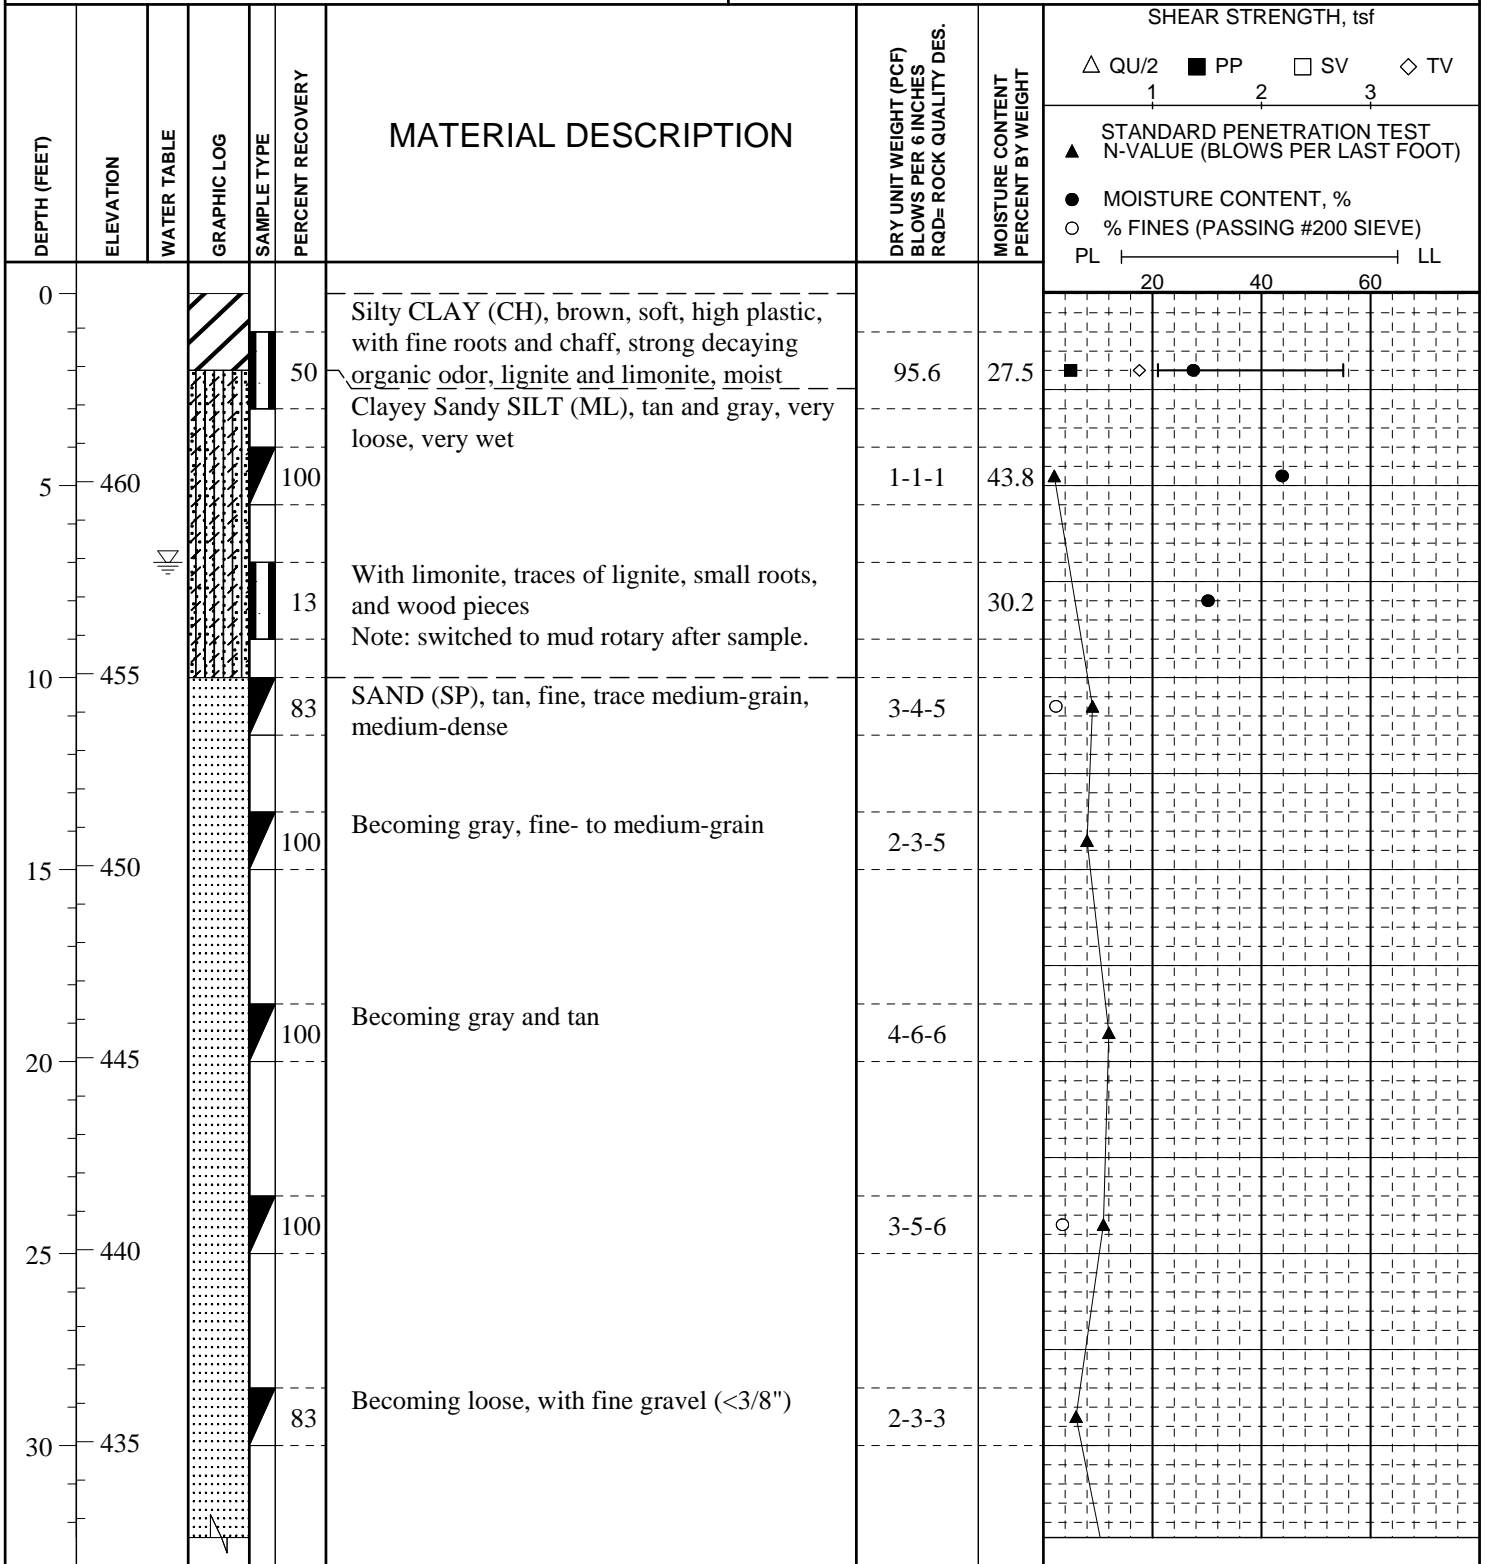 SHEAR STRENGTH, tsf
△ QU/2 ■ PP □ SV ◇ TV
1 2 3
STANDARD PENETRATION TEST
▲ N-VALUE (BLOWS PER LAST FOOT)
● MOISTURE CONTENT, %
○ % FINES (PASSING #200 SIEVE)
PL LL
20 40 60
DEPTH (FEET)
ELEVATION
WATER TABLE
GRAPHIC LOG
SAMPLE TYPE
PERCENT RECOVERY
MATERIAL DESCRIPTION
DRY UNIT WEIGHT (PCF)
BLOWS PER 6 INCHES
RQD= ROCK QUALITY DES.
MOISTURE CONTENT
PERCENT BY WEIGHT
0
Silty CLAY (CH), brown, soft, high plastic,
with fine roots and chaff, strong decaying
organic odor, lignite and limonite, moist
50 95.6 27.5
Clayey Sandy SILT (ML), tan and gray, very
loose, very wet
5 460 100 1-1-1 43.8
With limonite, traces of lignite, small roots,
and wood pieces
Note: switched to mud rotary after sample.
13 30.2
10 455
SAND (SP), tan, fine, trace medium-grain,
medium-dense
83 3-4-5
Becoming gray, fine- to medium-grain
100 2-3-5
15 450
Becoming gray and tan
100 4-6-6
20 445
100 3-5-6
25 440
Becoming loose, with fine gravel (<3/8")
83 2-3-3
30 435